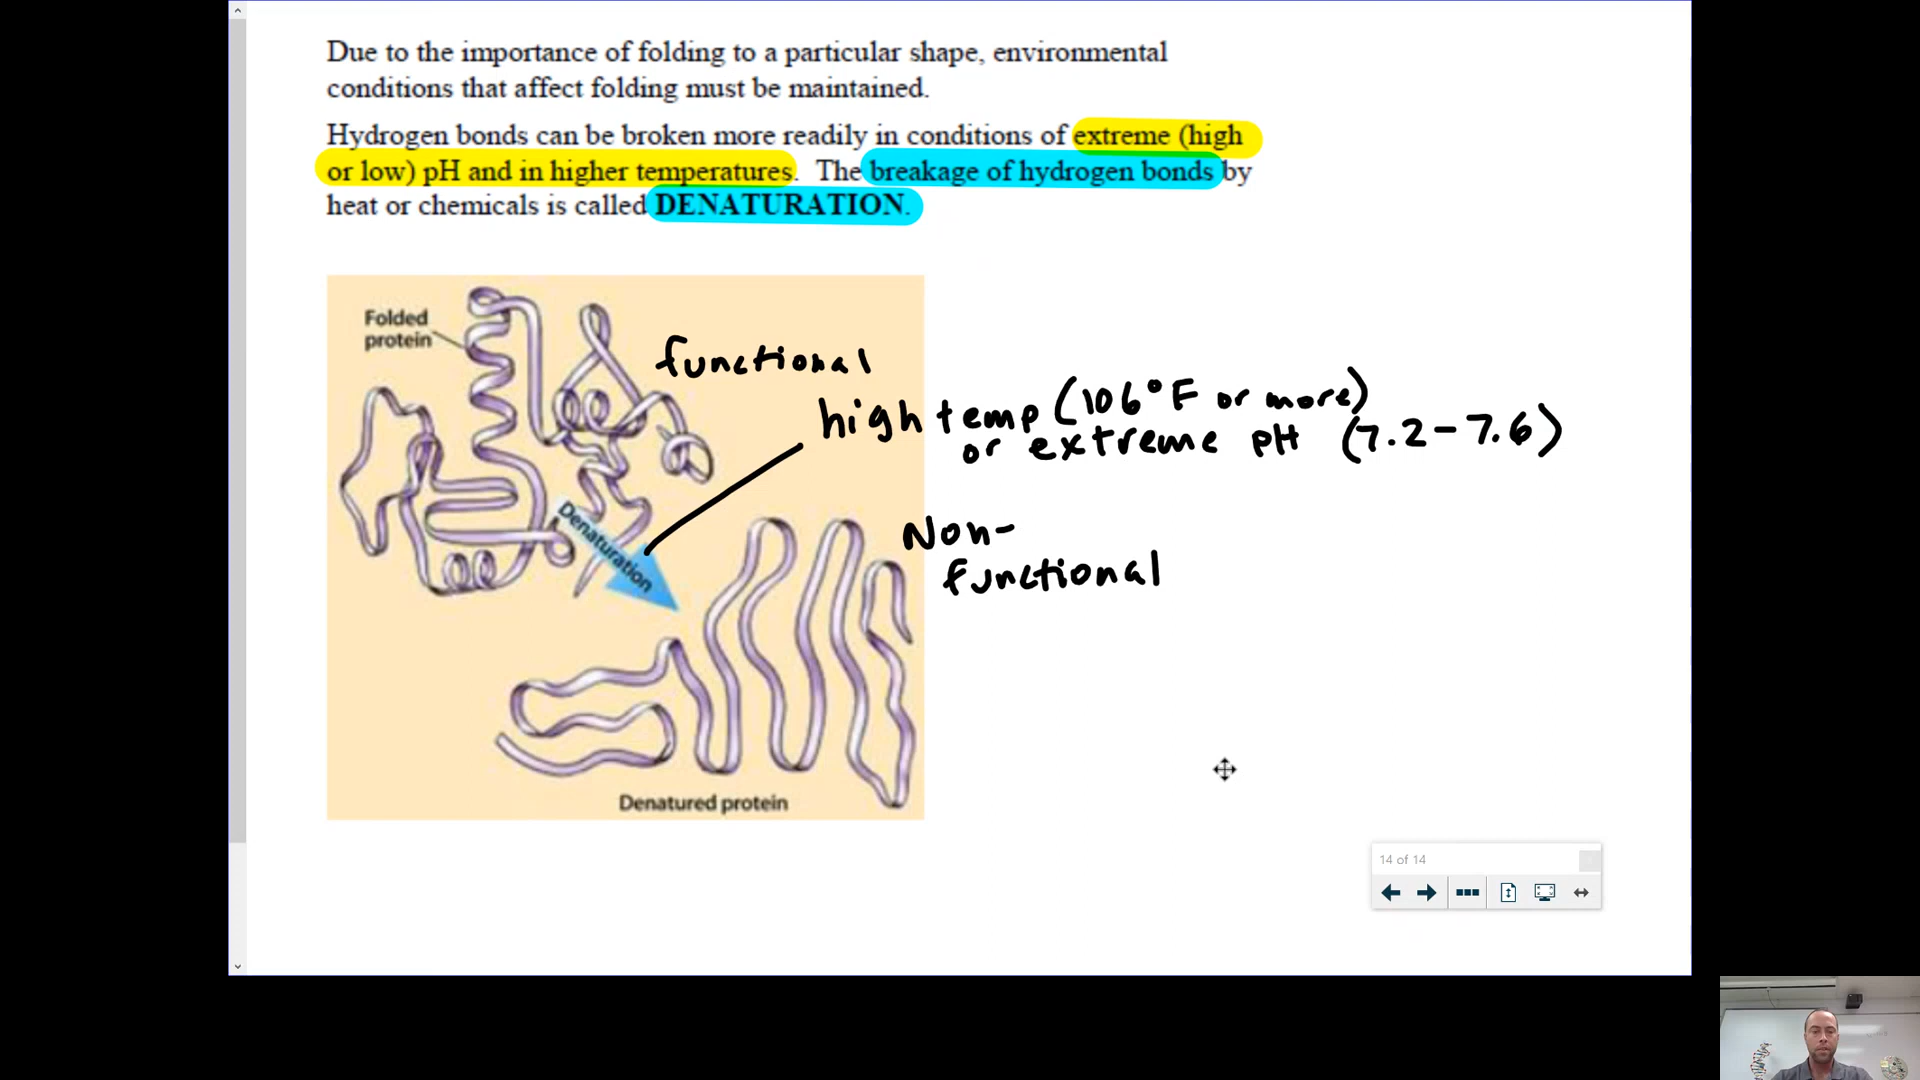 Due to the importance of folding to a particular shape, environmental
conditions that affect folding must be maintained.
Hydrogen bonds can be broken more readily in conditions of extreme (high
or low) pH and in higher temperatures. The breakage of hydrogen bonds by
heat or chemicals is called DENATURATION.
Folded
protein
functional
high temp (106°F or more)
or extreme pH (7.2-7.6)
Denaturation
Non-
functional
Denatured protein
14 of 14